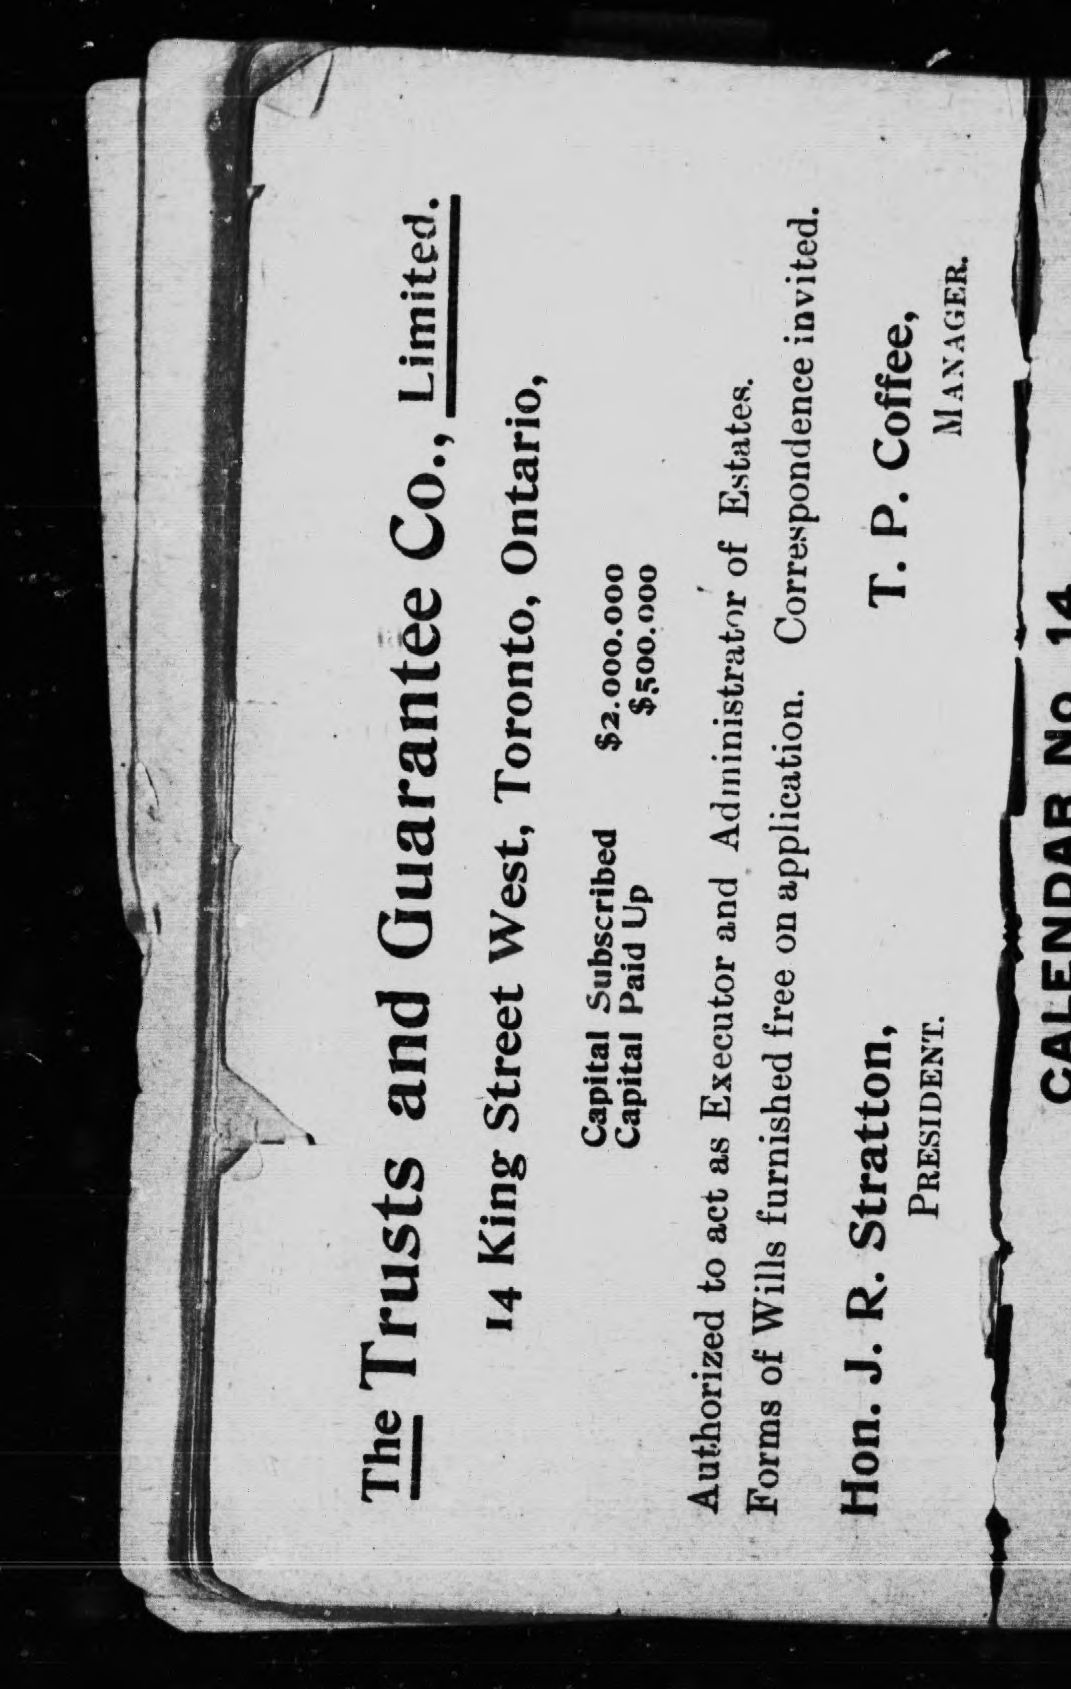 The Trusts and Guarantee Co., Limited.
14 King Street West, Toronto, Ontario,
Capital Subscribed $2.000.000
Capital Paid Up $500.000
Authorized to act as Executor and Administrator of Estates.
Forms of Wills furnished free on application. Correspondence invited.
Hon. J. R. Stratton, T. P. Coffee,
PRESIDENT. MANAGER.
CALENDAR No 14